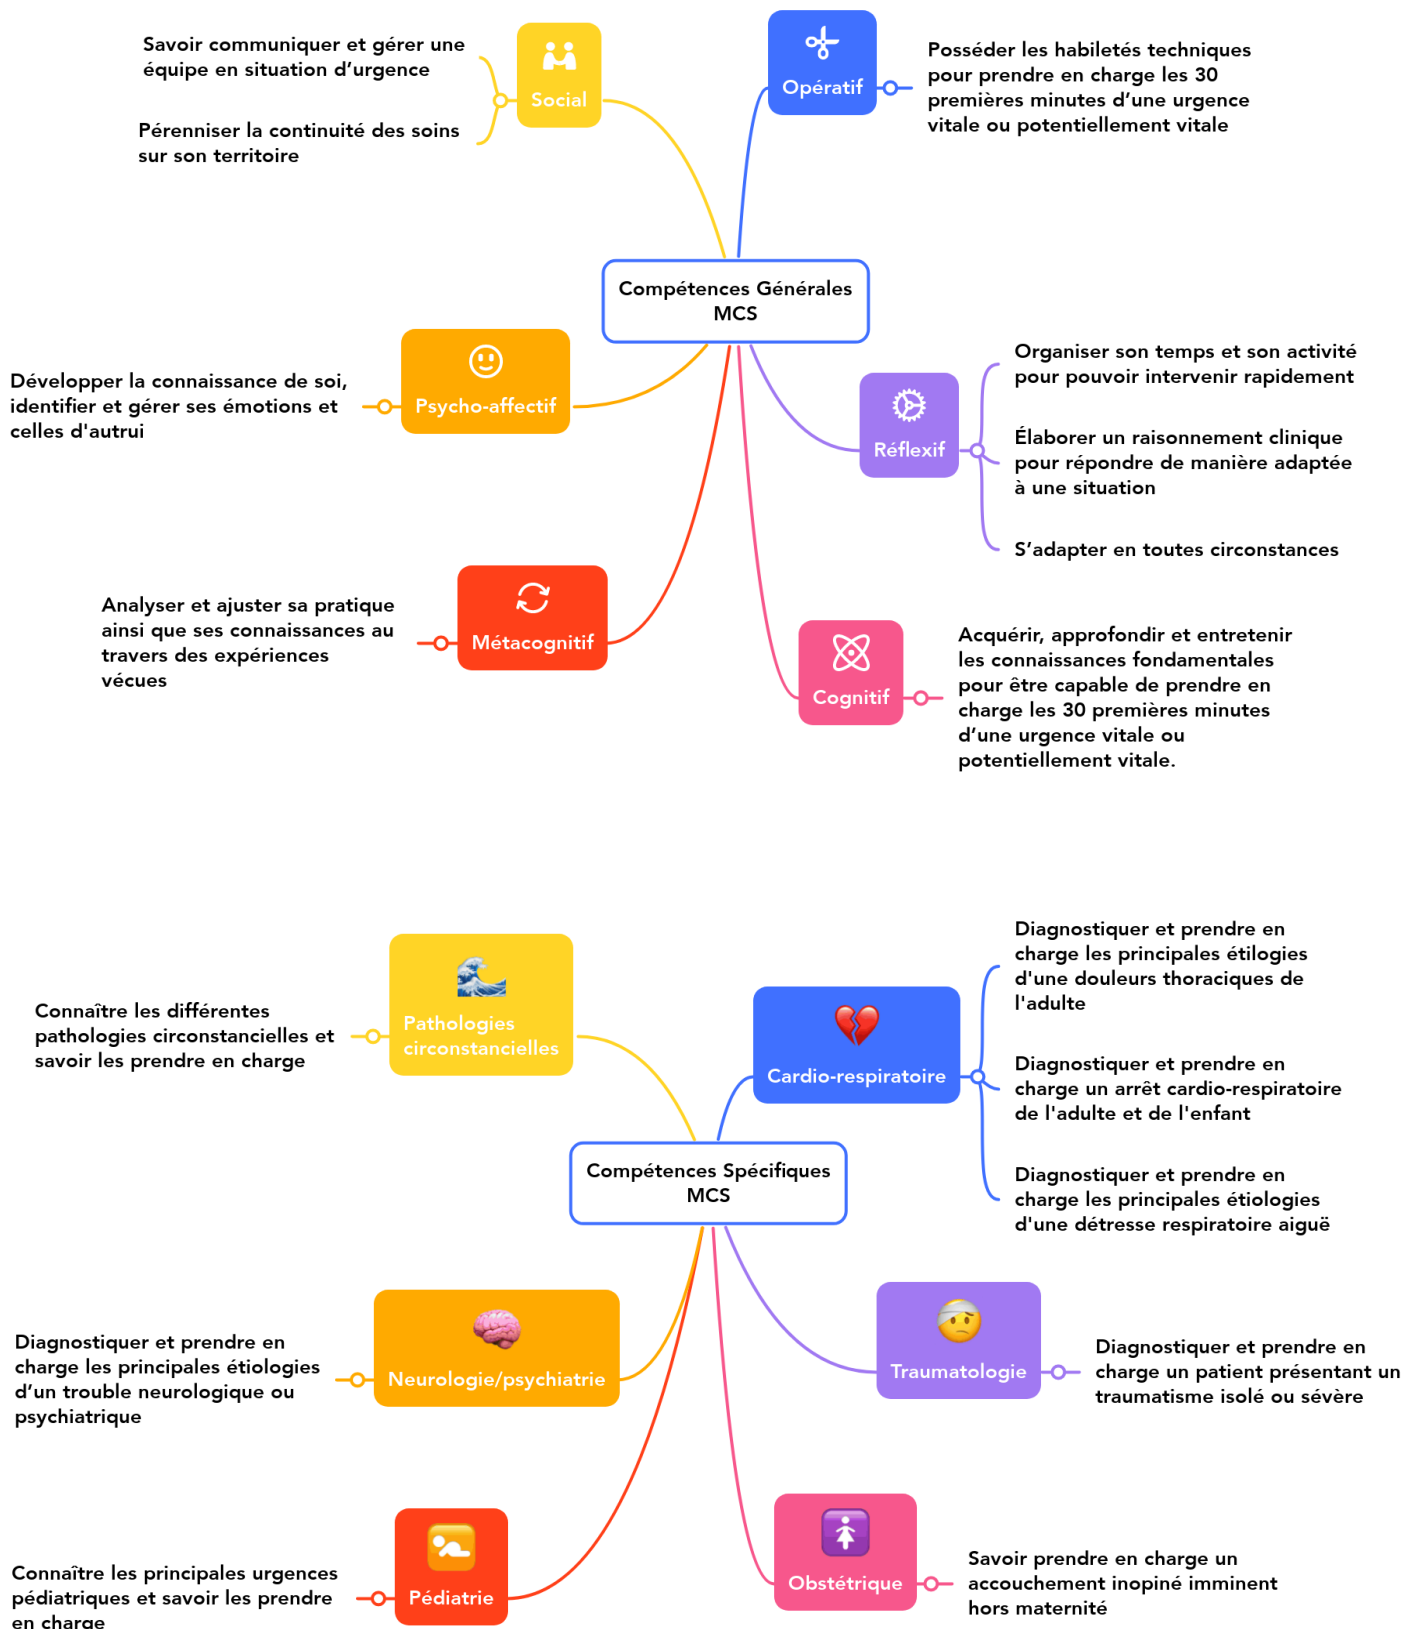 Savoir communiquer et gérer une
équipe en situation d’urgence
Pérenniser la continuité des soins
sur son territoire
Social
Opératif
Posséder les habiletés techniques
pour prendre en charge les 30
premières minutes d’une urgence
vitale ou potentiellement vitale
Compétences Générales
MCS
Développer la connaissance de soi,
identifier et gérer ses émotions et
celles d'autrui
Psycho-affectif
Réflexif
Organiser son temps et son activité
pour pouvoir intervenir rapidement
Élaborer un raisonnement clinique
pour répondre de manière adaptée
à une situation
S’adapter en toutes circonstances
Analyser et ajuster sa pratique
ainsi que ses connaissances au
travers des expériences
vécues
Métacognitif
Cognitif
Acquérir, approfondir et entretenir
les connaissances fondamentales
pour être capable de prendre en
charge les 30 premières minutes
d’une urgence vitale ou
potentiellement vitale.
Connaître les différentes
pathologies circonstancielles et
savoir les prendre en charge
Pathologies
circonstancielles
Cardio-respiratoire
Diagnostiquer et prendre en
charge les principales étilogies
d'une douleurs thoraciques de
l'adulte
Diagnostiquer et prendre en
charge un arrêt cardio-respiratoire
de l'adulte et de l'enfant
Diagnostiquer et prendre en
charge les principales étiologies
d'une détresse respiratoire aiguë
Compétences Spécifiques
MCS
Diagnostiquer et prendre en
charge les principales étiologies
d’un trouble neurologique ou
psychiatrique
Neurologie/psychiatrie
Traumatologie
Diagnostiquer et prendre en
charge un patient présentant un
traumatisme isolé ou sévère
Connaître les principales urgences
pédiatriques et savoir les prendre
en charge
Pédiatrie
Obstétrique
Savoir prendre en charge un
accouchement inopiné imminent
hors maternité